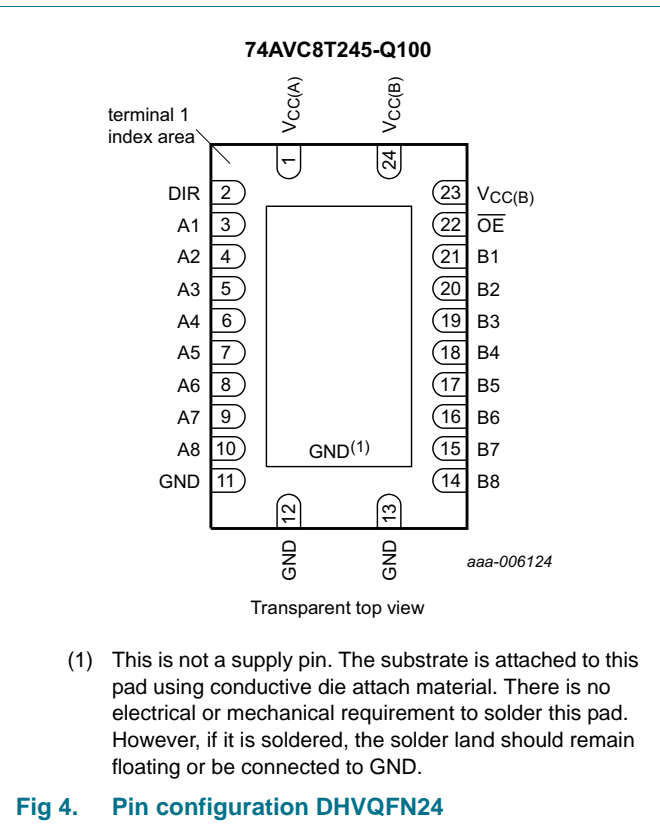 74AVC8T245-Q100
terminal 1
index area
VCC(A)
VCC(B)
1
24
DIR 2
23 VCC(B)
A1 3
22 OE
A2 4
21 B1
A3 5
20 B2
A4 6
19 B3
A5 7
18 B4
A6 8
17 B5
A7 9
16 B6
A8 10
GND(1)
15 B7
GND 11
14 B8
12
13
GND
GND
aaa-006124
Transparent top view
(1) This is not a supply pin. The substrate is attached to this
pad using conductive die attach material. There is no
electrical or mechanical requirement to solder this pad.
However, if it is soldered, the solder land should remain
floating or be connected to GND.
Fig 4. Pin configuration DHVQFN24